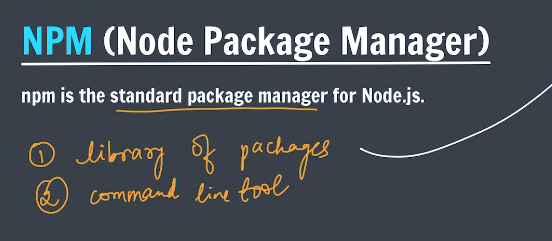 NPM (Node Package Manager)
npm is the standard package manager for Node.js.
① library of packages
② command line tool